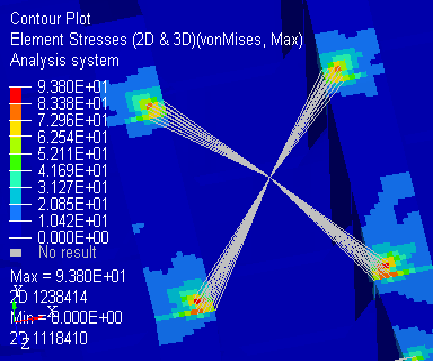 Contour Plot
Element Stresses (2D & 3D)(vonMises, Max)
Analysis system
9.380E+01
8.338E+01
7.296E+01
6.254E+01
5.211E+01
4.169E+01
3.127E+01
2.085E+01
1.042E+01
0.000E+00
No result
Max = 9.380E+01
Y
2D 1238414
X
Min = 0.000E+00
2D 1118410
Z